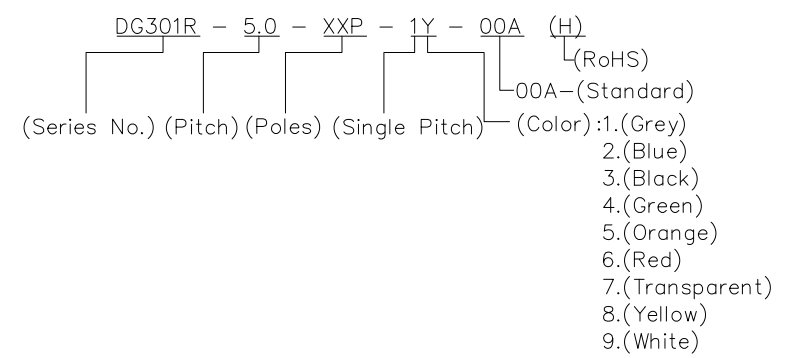 DG301R - 5.0 - XXP - 1Y - 00A (H)
(RoHS)
00A-(Standard)
(Series No.) (Pitch) (Poles) (Single Pitch) (Color):1.(Grey)
2.(Blue)
3.(Black)
4.(Green)
5.(Orange)
6.(Red)
7.(Transparent)
8.(Yellow)
9.(White)